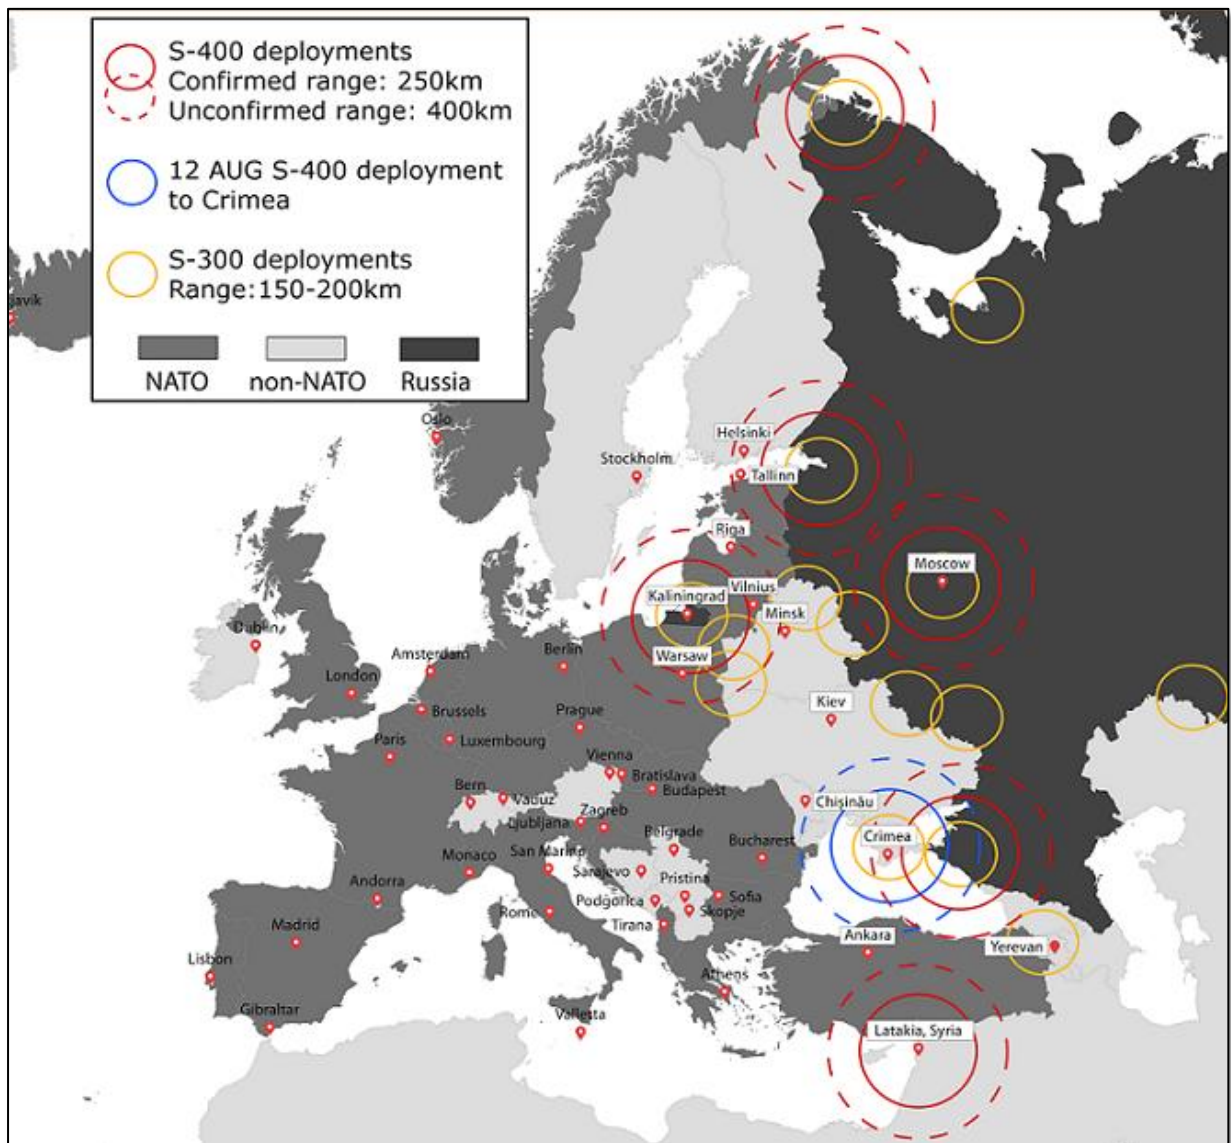 S-400 deployments
Confirmed range: 250km
Unconfirmed range: 400km
12 AUG S-400 deployment
to Crimea
S-300 deployments
Range:150-200km
NATO
non-NATO
Russia
javik
Oslo
Helsinki
Stockholm
Tallinn
Riga
Moscow
Vilnius
Kaliningrad
Minsk
Dublin
Amsterdam
Berlin
Warsaw
London
Brussels
Prague
Kiev
Paris
Luxembourg
Vienna
Bratislava
Bern
Vaduz
Budapest
Chișinău
Ljubljana
Zagreb
Belgrade
Bucharest
Crimea
Monaco
San Marino
Sarajevo
Pristina
Andorra
Podgorica
Sofia
Rome
Skopje
Tirana
Madrid
Ankara
Yerevan
Lisbon
Athens
Gibraltar
Valletta
Latakia, Syria